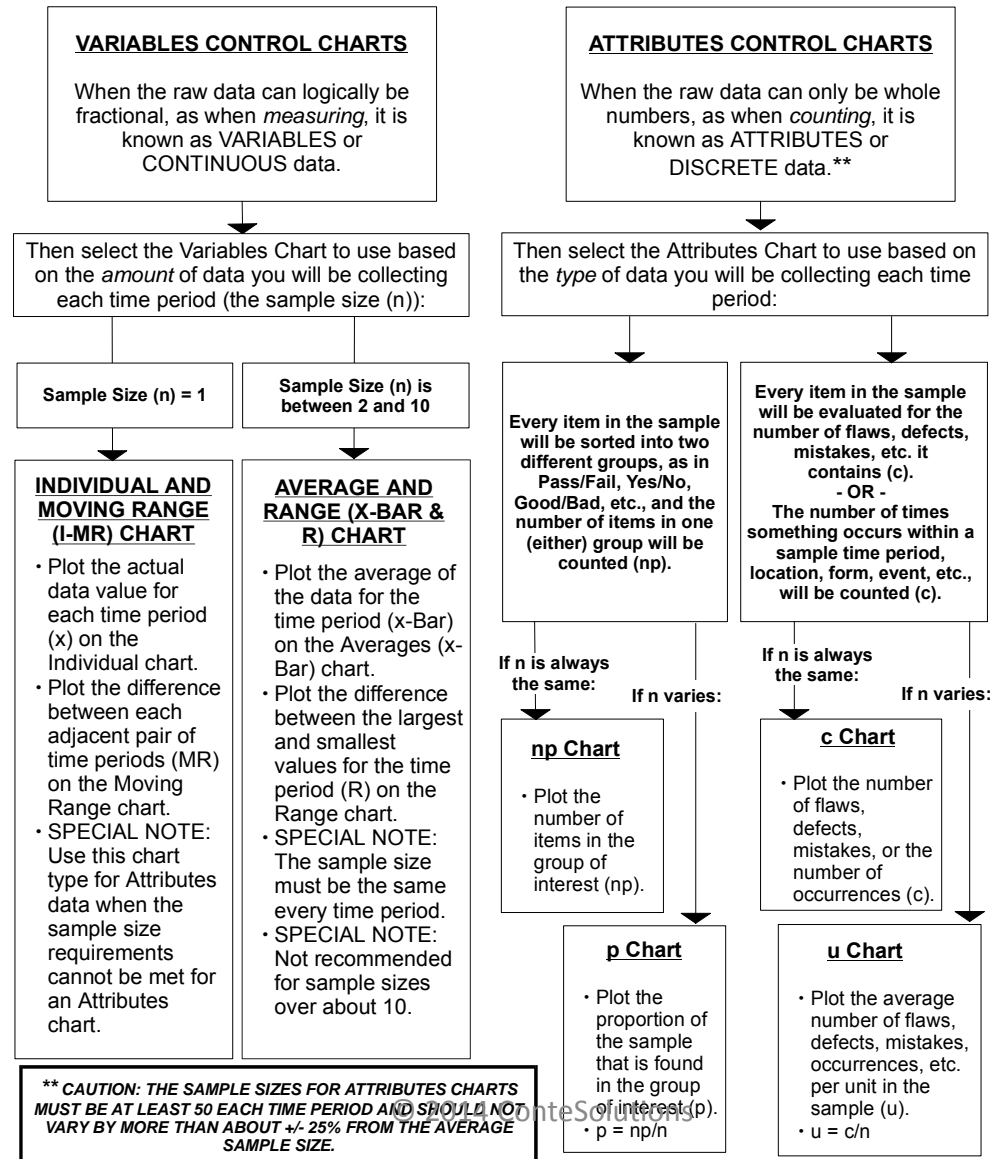 VARIABLES CONTROL CHARTS
When the raw data can logically be
fractional, as when measuring, it is
known as VARIABLES or
CONTINUOUS data.
ATTRIBUTES CONTROL CHARTS
When the raw data can only be whole
numbers, as when counting, it is
known as ATTRIBUTES or
DISCRETE data.**
Then select the Variables Chart to use based
on the amount of data you will be collecting
each time period (the sample size (n)):
Then select the Attributes Chart to use based on
the type of data you will be collecting each time
period:
Sample Size (n) = 1
Sample Size (n) is
between 2 and 10
Every item in the sample
will be sorted into two
different groups, as in
Pass/Fail, Yes/No,
Good/Bad, etc., and the
number of items in one
(either) group will be
counted (np).
Every item in the sample
will be evaluated for the
number of flaws, defects,
mistakes, etc. it
contains (c).
- OR -
The number of times
something occurs within a
sample time period,
location, form, event, etc.,
will be counted (c).
INDIVIDUAL AND
MOVING RANGE
(I-MR) CHART
• Plot the actual
data value for
each time period
(x) on the
Individual chart.
• Plot the difference
between each
adjacent pair of
time periods (MR)
on the Moving
Range chart.
• SPECIAL NOTE:
Use this chart
type for Attributes
data when the
sample size
requirements
cannot be met for
an Attributes
chart.
AVERAGE AND
RANGE (X-BAR &
R) CHART
• Plot the average of
the data for the
time period (x-Bar)
on the Averages (x-
Bar) chart.
• Plot the difference
between the largest
and smallest
values for the time
period (R) on the
Range chart.
• SPECIAL NOTE:
The sample size
must be the same
every time period.
• SPECIAL NOTE:
Not recommended
for sample sizes
over about 10.
If n is always
the same:
If n varies:
If n is always
the same:
If n varies:
np Chart
• Plot the
number of
items in the
group of
interest (np).
c Chart
• Plot the number
of flaws,
defects,
mistakes, or the
number of
occurrences (c).
p Chart
• Plot the
proportion of
the sample
that is found
in the group
of interest (p).
• p = np/n
u Chart
• Plot the average
number of flaws,
defects, mistakes,
occurrences, etc.
per unit in the
sample (u).
• u = c/n
** CAUTION: THE SAMPLE SIZES FOR ATTRIBUTES CHARTS
MUST BE AT LEAST 50 EACH TIME PERIOD AND SHOULD NOT
VARY BY MORE THAN ABOUT +/- 25% FROM THE AVERAGE
SAMPLE SIZE.
© 2014 ConteSolutions